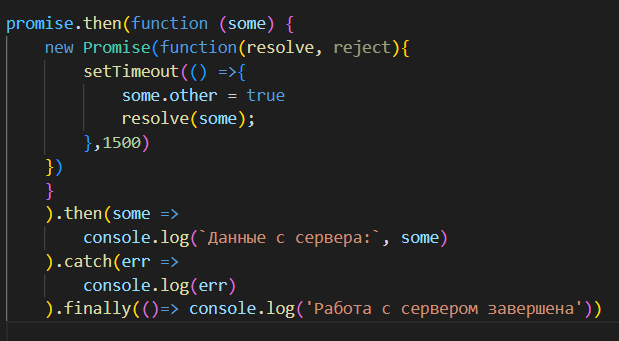 promise.then(function (some) {
    new Promise(function(resolve, reject){
        setTimeout(() =>{
            some.other = true
            resolve(some);
        },1500)
    })
    }
    ).then(some =>
        console.log(`Данные с сервера:`, some)
    ).catch(err =>
        console.log(err)
    ).finally(()=> console.log('Работа с сервером завершена'))